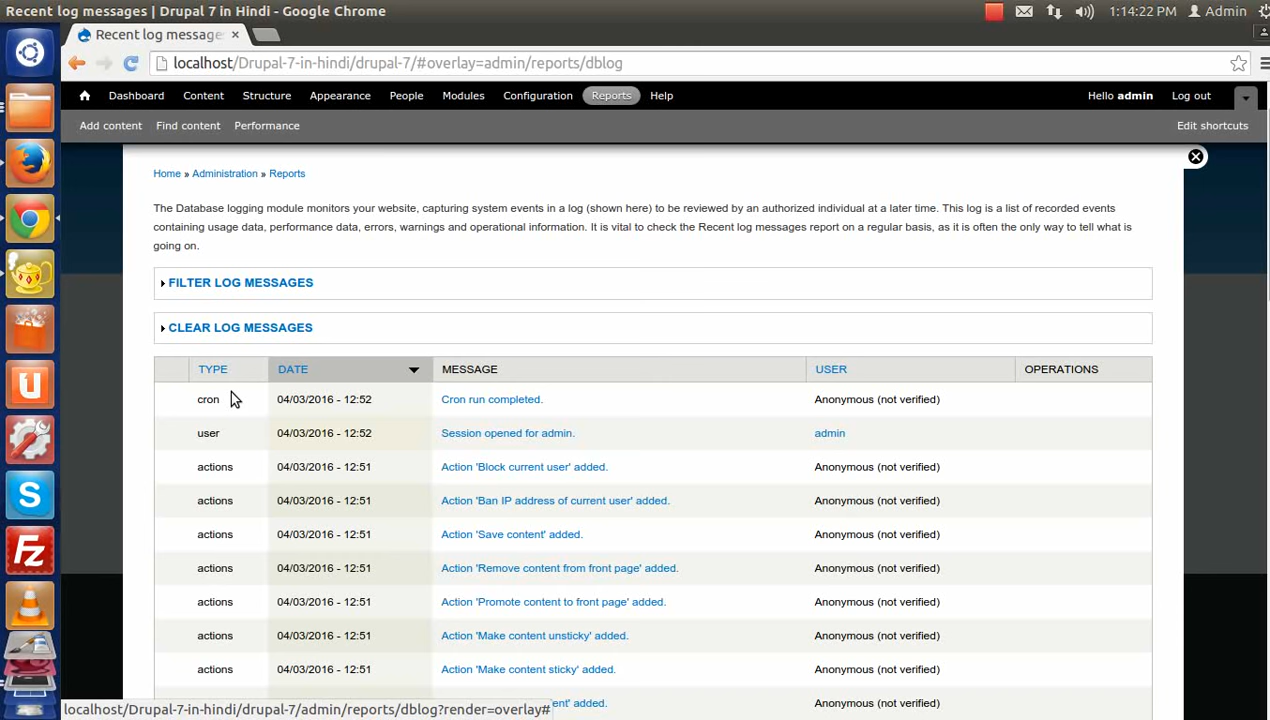 Recent log messages | Drupal 7 in Hindi - Google Chrome
1:14:22 PM Admin
Recent log message
localhost/Drupal-7-in-hindi/drupal-7/#overlay=admin/reports/dblog
Dashboard Content Structure Appearance People Modules Configuration Reports Help Hello admin Log out
Add content Find content Performance Edit shortcuts
Home » Administration » Reports
The Database logging module monitors your website, capturing system events in a log (shown here) to be reviewed by an authorized individual at a later time. This log is a list of recorded events
containing usage data, performance data, errors, warnings and operational information. It is vital to check the Recent log messages report on a regular basis, as it is often the only way to tell what is
going on.
FILTER LOG MESSAGES
CLEAR LOG MESSAGES
TYPE DATE MESSAGE USER OPERATIONS
cron 04/03/2016 - 12:52 Cron run completed. Anonymous (not verified)
user 04/03/2016 - 12:52 Session opened for admin. admin
actions 04/03/2016 - 12:51 Action 'Block current user' added. Anonymous (not verified)
actions 04/03/2016 - 12:51 Action 'Ban IP address of current user' added. Anonymous (not verified)
actions 04/03/2016 - 12:51 Action 'Save content' added. Anonymous (not verified)
actions 04/03/2016 - 12:51 Action 'Remove content from front page' added. Anonymous (not verified)
actions 04/03/2016 - 12:51 Action 'Promote content to front page' added. Anonymous (not verified)
actions 04/03/2016 - 12:51 Action 'Make content unsticky' added. Anonymous (not verified)
actions 04/03/2016 - 12:51 Action 'Make content sticky' added. Anonymous (not verified)
ent' added. Anonymous (not verified)
localhost/Drupal-7-in-hindi/drupal-7/admin/reports/dblog?render=overlay#